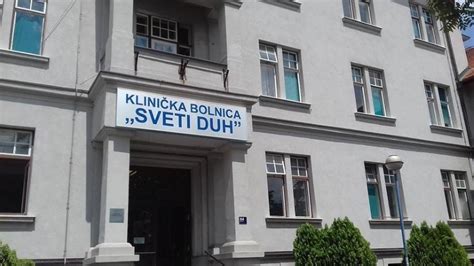 KLINIČKA BOLNICA
„SVETI DUH”